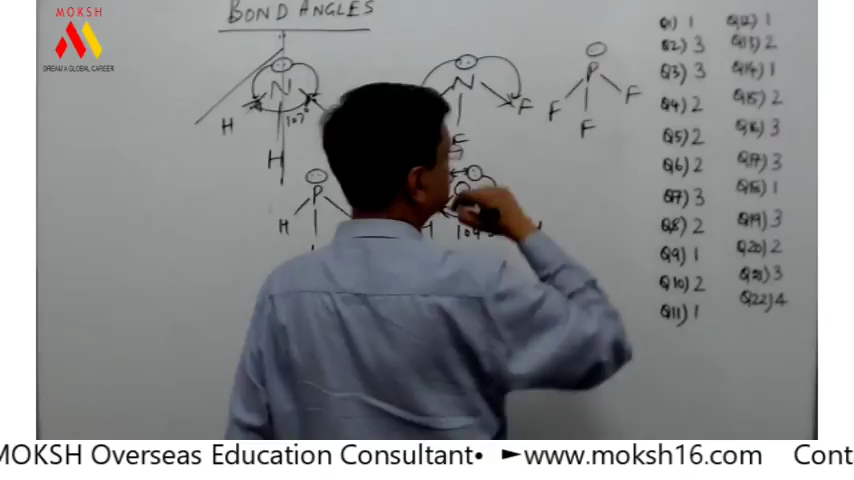 MOKSH
DREAM A GLOBAL CAREER
BOND ANGLES
N
H
H
107°
N
F
P
F
F
F
P
H
104
Q1) 1
Q2) 3
Q3) 3
Q4) 2
Q5) 2
Q6) 2
Q7) 3
Q8) 2
Q9) 1
Q10) 2
Q11) 1
Q12) 1
Q13) 2
Q14) 1
Q15) 2
Q16) 3
Q17) 3
Q18) 1
Q19) 3
Q20) 2
Q21) 3
Q22) 4
MOKSH Overseas Education Consultant• ►www.moksh16.com Cont